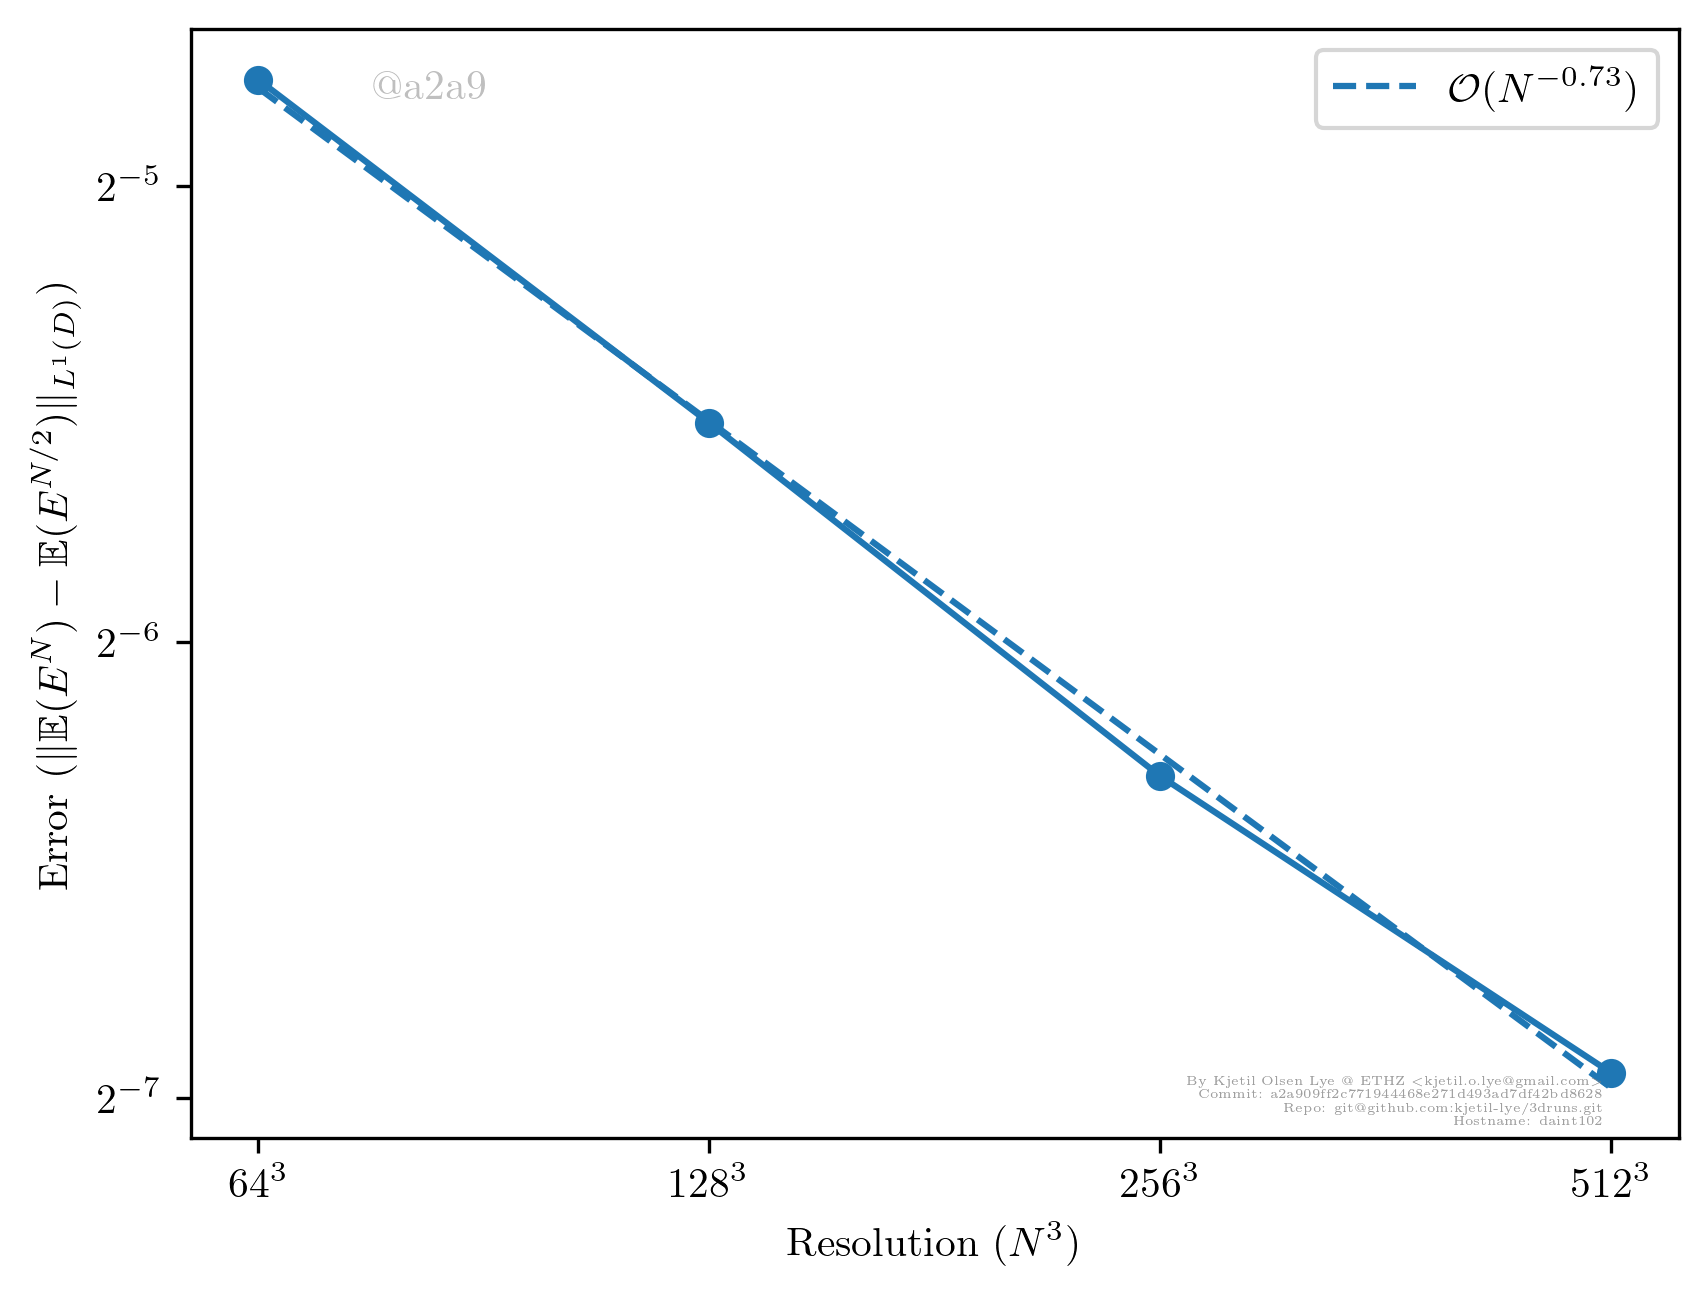 @a2a9
𝒪(N^{-0.73})
2^{-5}
2^{-6}
2^{-7}
Error (‖𝔼(E^N) − 𝔼(E^{N/2})‖_{L^1(D)})
64^3
128^3
256^3
512^3
Resolution (N^3)
By Kjetil Olsen Lye @ ETHZ <kjetil.o.lye@gmail.com>
Commit: a2a909ff2c771944468e271d493ad7df42bd8628
Repo: git@github.com:kjetil-lye/3druns.git
Hostname: daint102